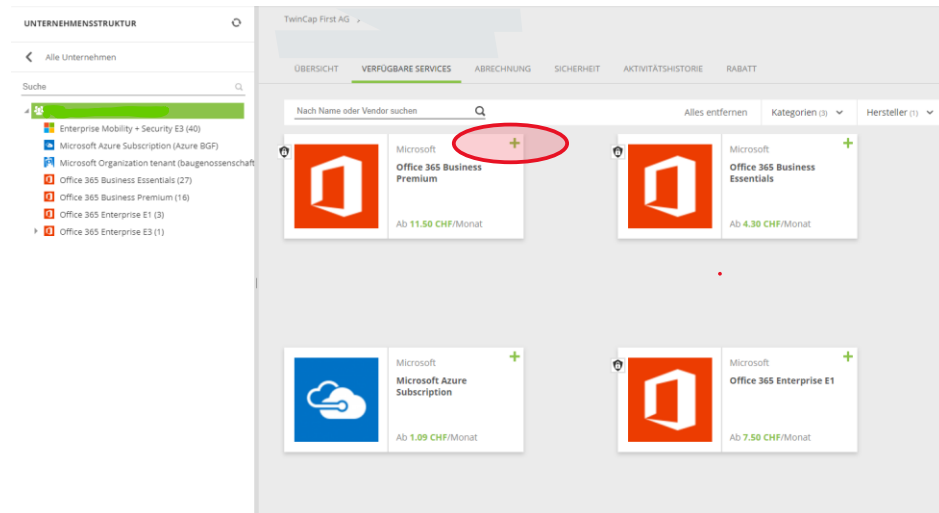 UNTERNEHMENSSTRUKTUR
Alle Unternehmen
Suche
Enterprise Mobility + Security E3 (40)
Microsoft Azure Subscription (Azure BGF)
Microsoft Organization tenant (baugenossenschaft
Office 365 Business Essentials (27)
Office 365 Business Premium (16)
Office 365 Enterprise E1 (3)
Office 365 Enterprise E3 (1)
TwinCap First AG
ÜBERSICHT VERFÜGBARE SERVICES ABRECHNUNG SICHERHEIT AKTIVITÄTSHISTORIE RABATT
Nach Name oder Vendor suchen
Alles entfernen Kategorien (3) Hersteller (1)
Microsoft
Office 365 Business
Premium
Ab 11.50 CHF/Monat
Microsoft
Office 365 Business
Essentials
Ab 4.30 CHF/Monat
Microsoft
Microsoft Azure
Subscription
Ab 1.09 CHF/Monat
Microsoft
Office 365 Enterprise E1
Ab 7.50 CHF/Monat